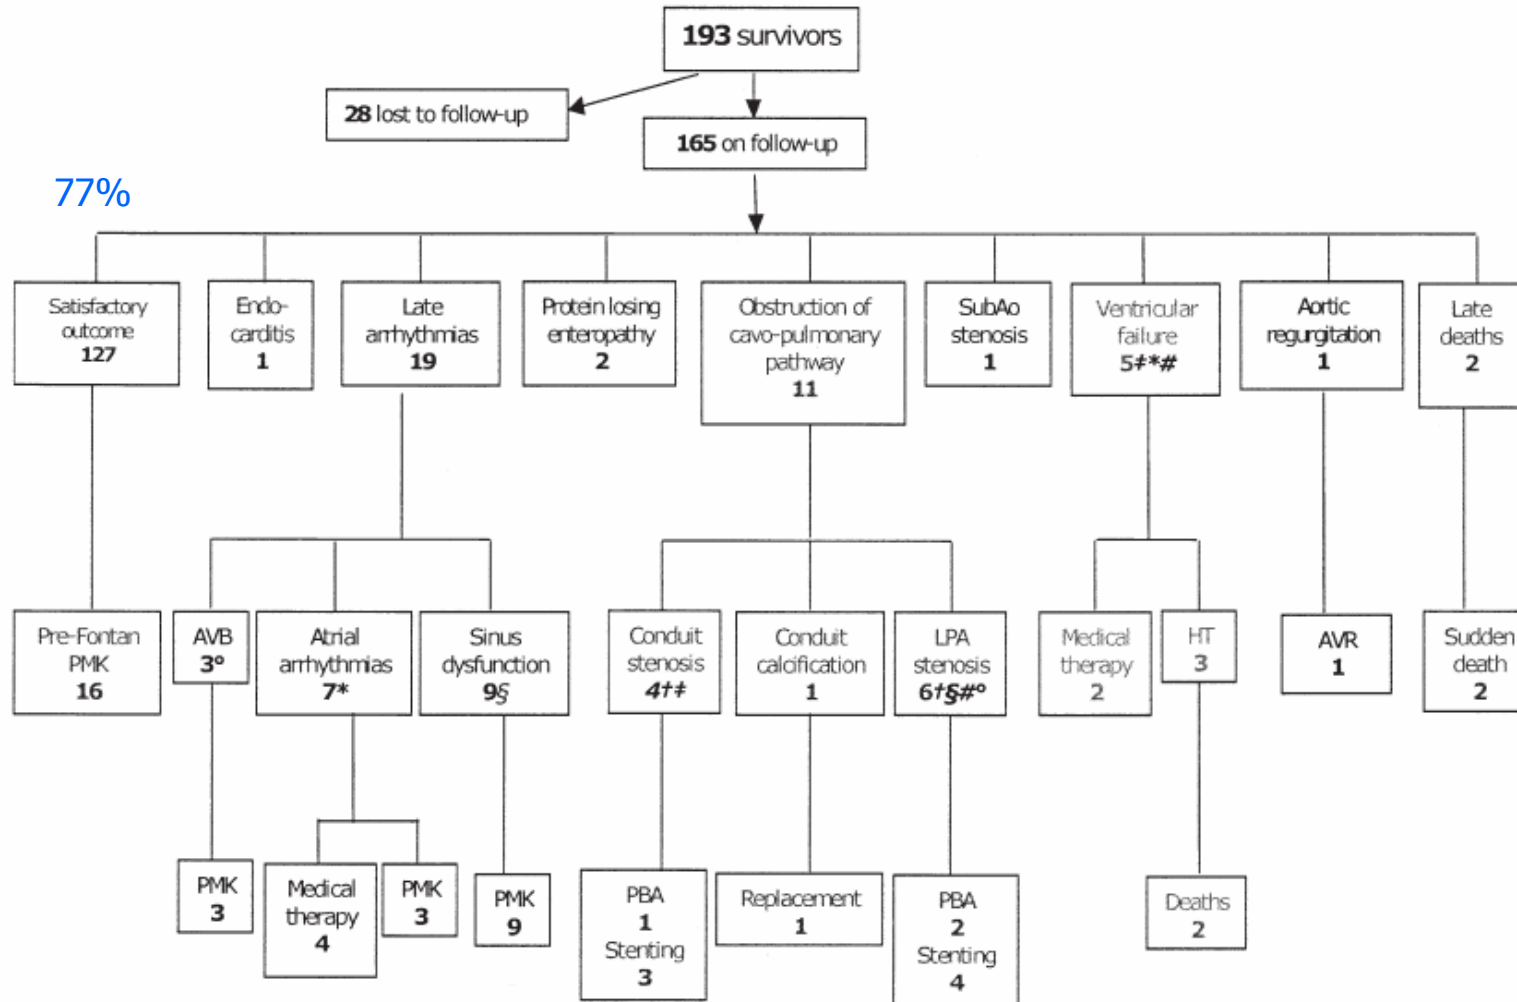 193 survivors
28 lost to follow-up
165 on follow-up
77%
Satisfactory
outcome
127
Endo-
carditis
1
Late
arrhythmias
19
Protein losing
enteropathy
2
Obstruction of
cavo-pulmonary
pathway
11
SubAo
stenosis
1
Ventricular
failure
5‡*#
Aortic
regurgitation
1
Late
deaths
2
Pre-Fontan
PMK
16
AVB
3°
Atrial
arrhythmias
7*
Sinus
dysfunction
9§
Conduit
stenosis
4†‡
Conduit
calcification
1
LPA
stenosis
6†§#°
Medical
therapy
2
HT
3
AVR
1
Sudden
death
2
PMK
3
Medical
therapy
4
PMK
3
PMK
9
PBA
1
Stenting
3
Replacement
1
PBA
2
Stenting
4
Deaths
2